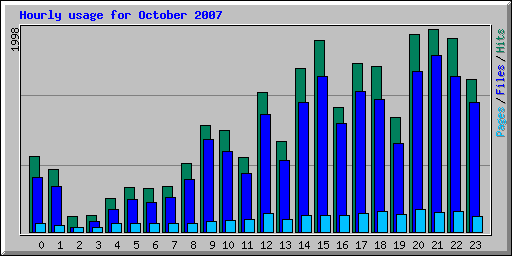 Hourly usage for October 2007
1998
Pages / Files / Hits
0 1 2 3 4 5 6 7 8 9 10 11 12 13 14 15 16 17 18 19 20 21 22 23